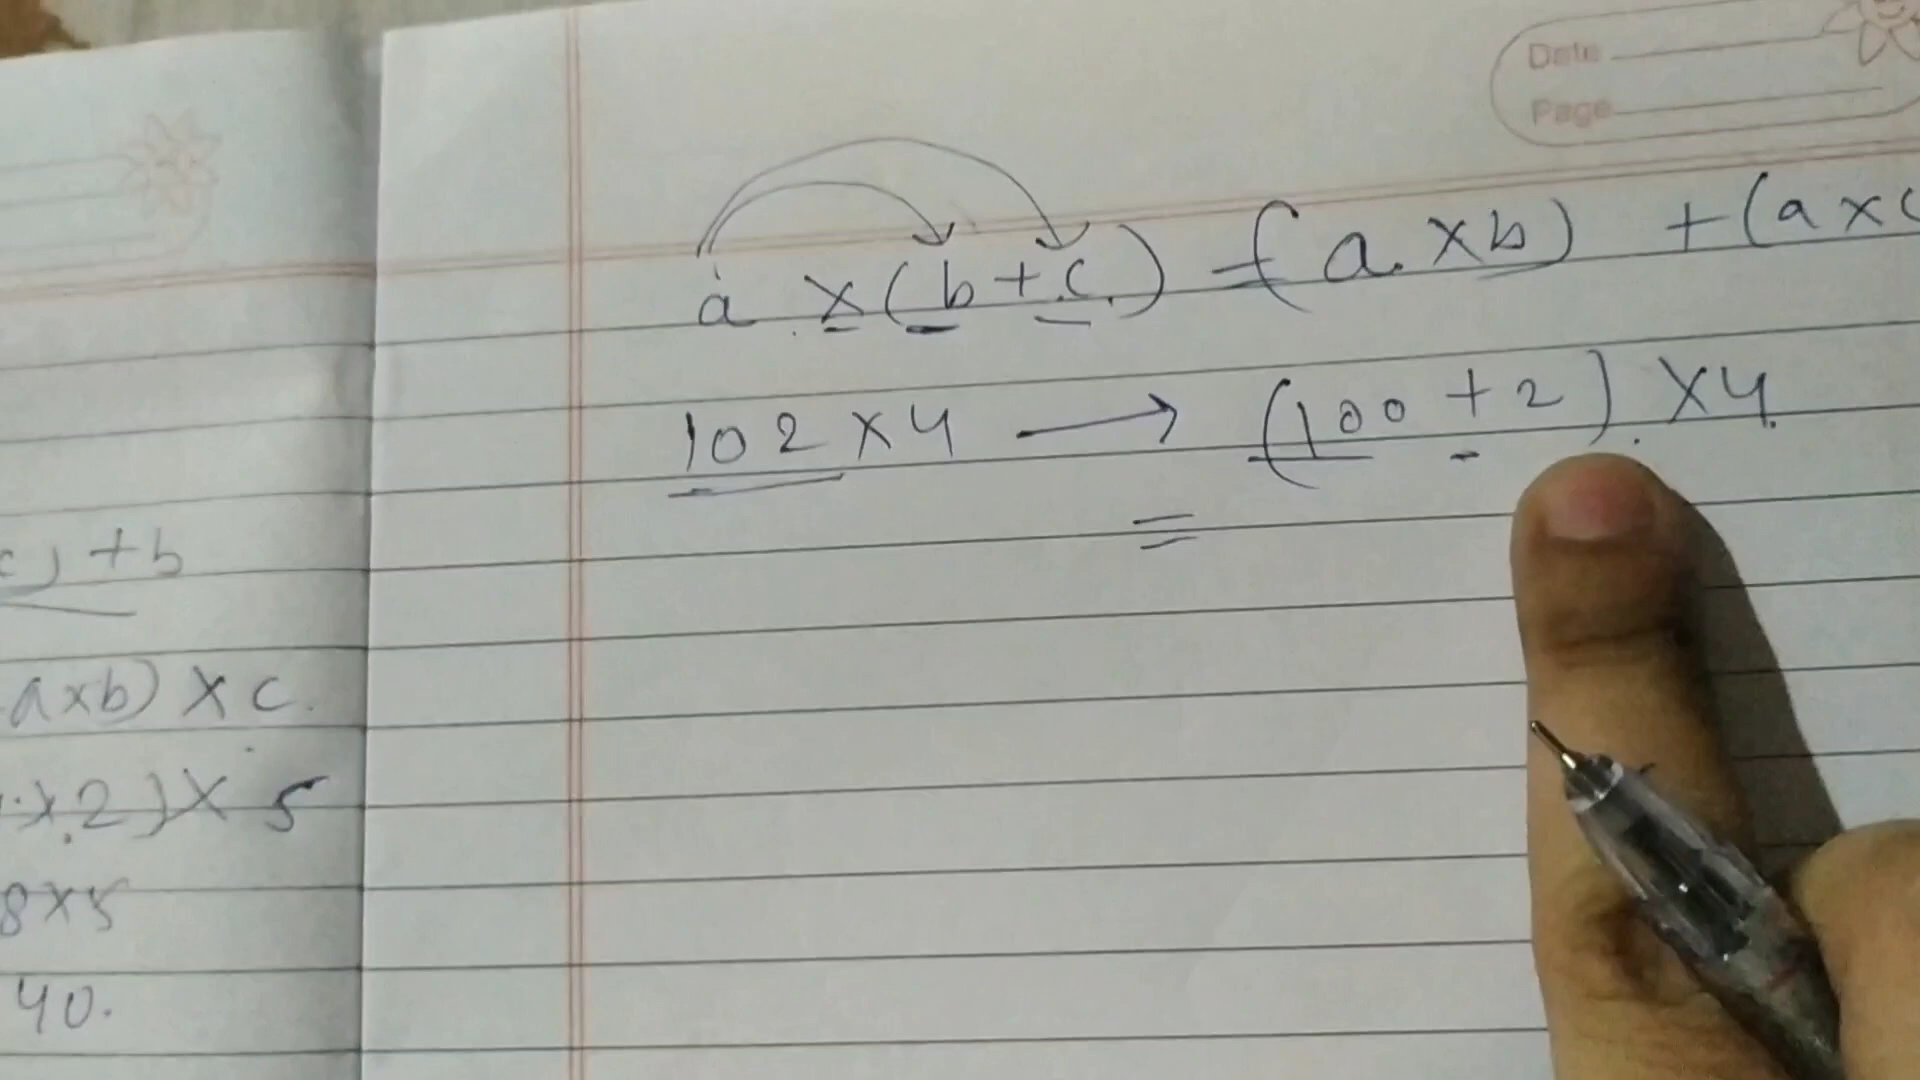 Date
Page
a × (b + c) = (a × b) + (a × c
102 × 4 → (100 + 2) × 4
=
c) + b
a×b) × c.
× 2) × 5
8×5
40.